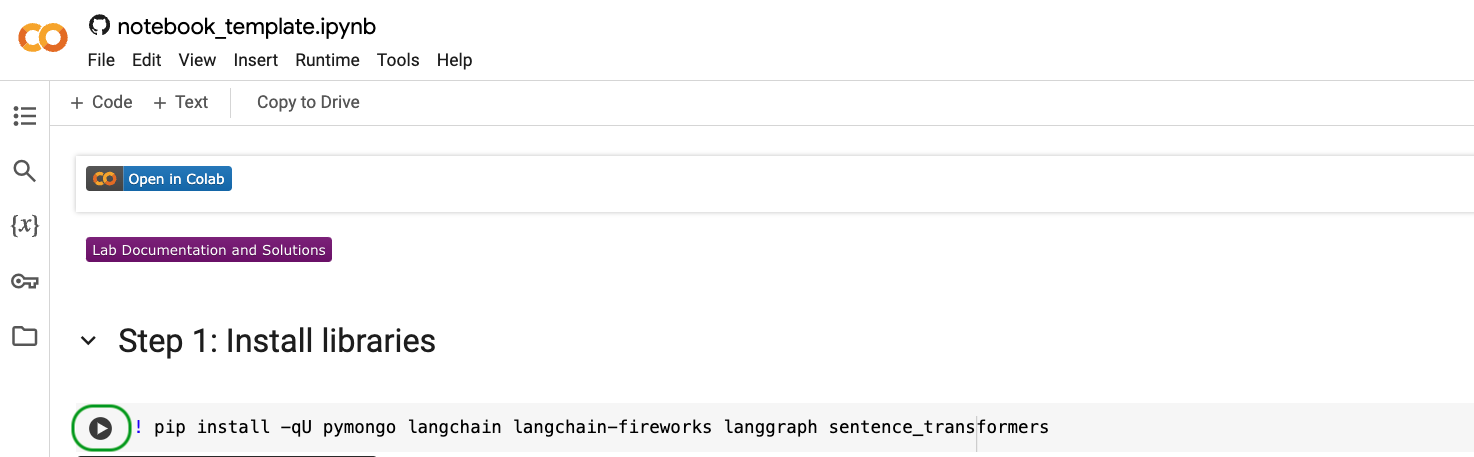 notebook_template.ipynb
File Edit View Insert Runtime Tools Help
+ Code + Text Copy to Drive
Open in Colab
{x}
Lab Documentation and Solutions
Step 1: Install libraries
! pip install -qU pymongo langchain langchain-fireworks langgraph sentence_transformers